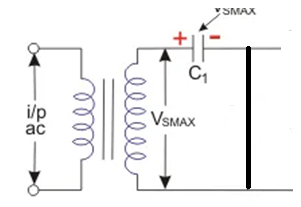 VSMAX
+ -
C1
i/p
ac
VSMAX